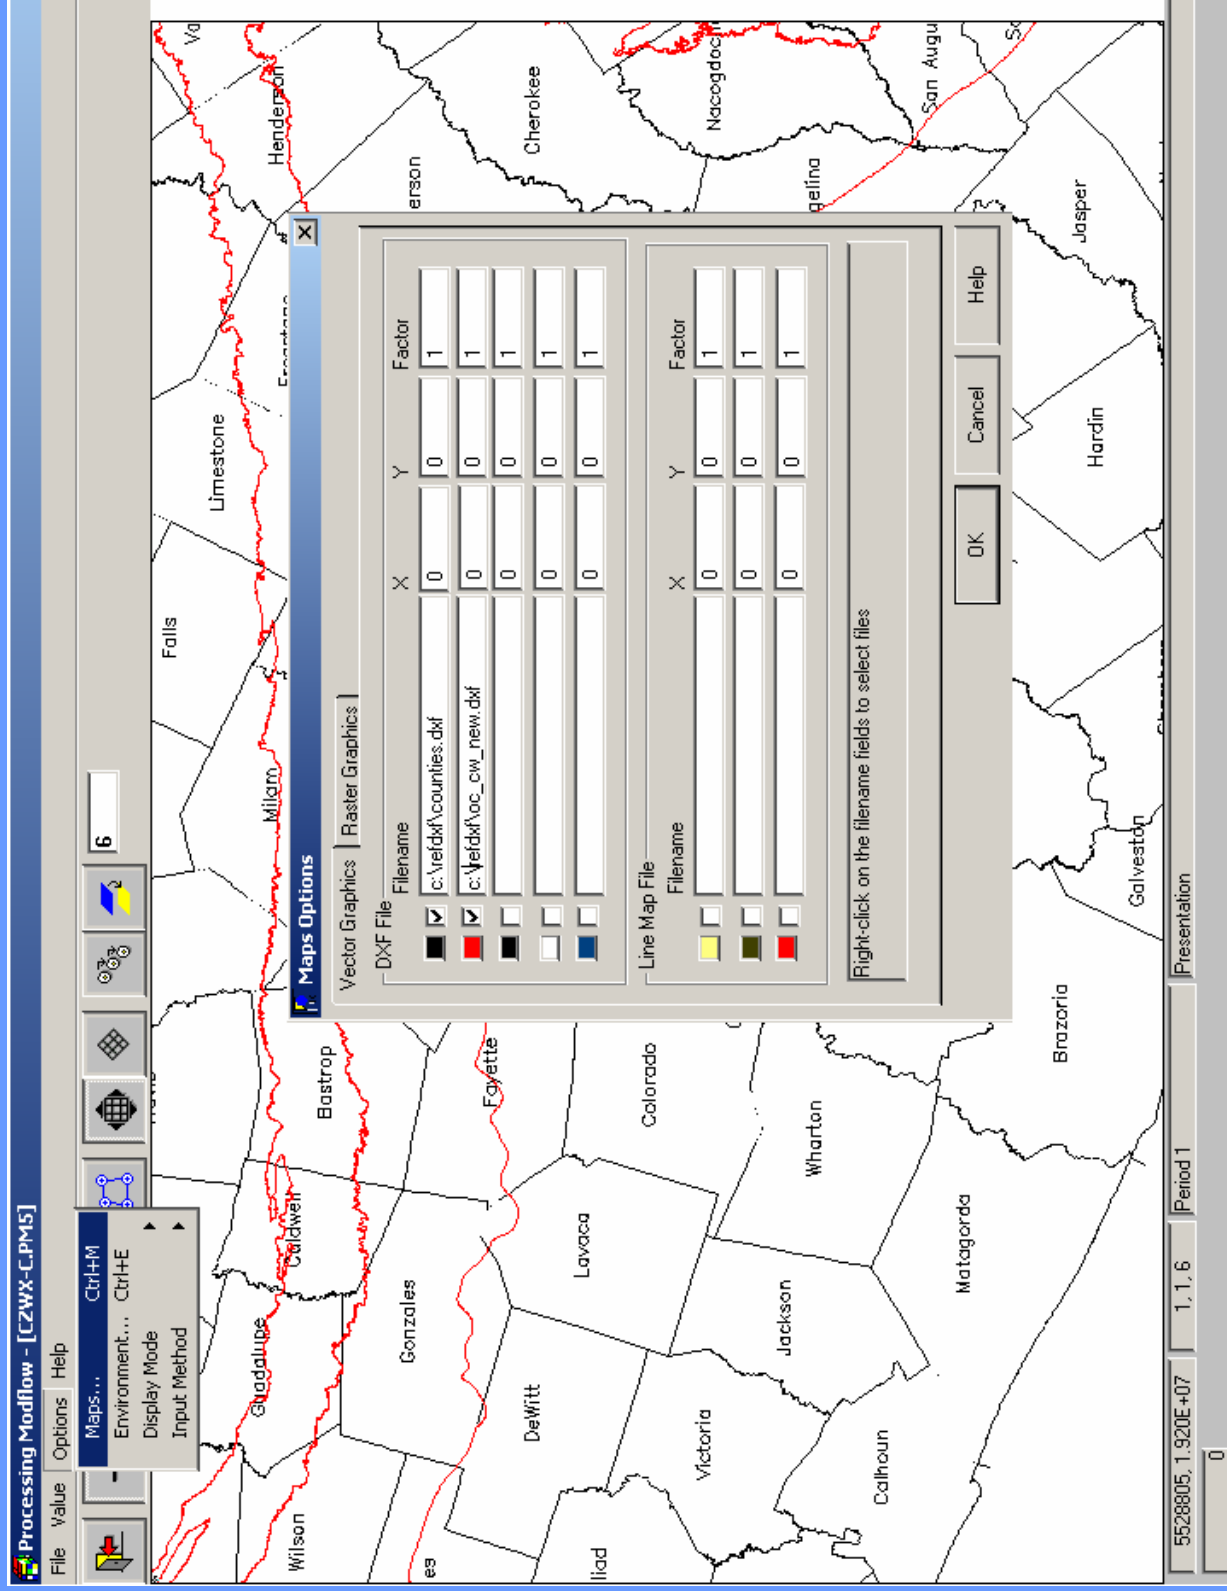 Processing Modflow - [CZWX-C.PM5]
File Value Options Help
Maps... Ctrl+M
Environment... Ctrl+E
Display Mode
Input Method
6
Falls
Limestone
Henderson
Milam
Guadalupe
Caldwell
Bastrop
Wilson
Gonzales
Fayette
erson
Cherokee
Nacogdoc
San Augu
gelina
Jasper
DeWitt
Lavaca
Colorado
es
liad
Victoria
Jackson
Wharton
Calhoun
Matagorda
Brazoria
Galveston
Hardin
Maps Options
Vector Graphics Raster Graphics
DXF File
Filename X Y Factor
c:\refdxf\counties.dxf 0 0 1
c:\refdxf\oc_cw_new.dxf 0 0 1
0 0 1
0 0 1
0 0 1
Line Map File
Filename X Y Factor
0 0 1
0 0 1
0 0 1
Right-click on the filename fields to select files
OK Cancel Help
5528805, 1.920E+07 1, 1, 6 Period 1 Presentation
0